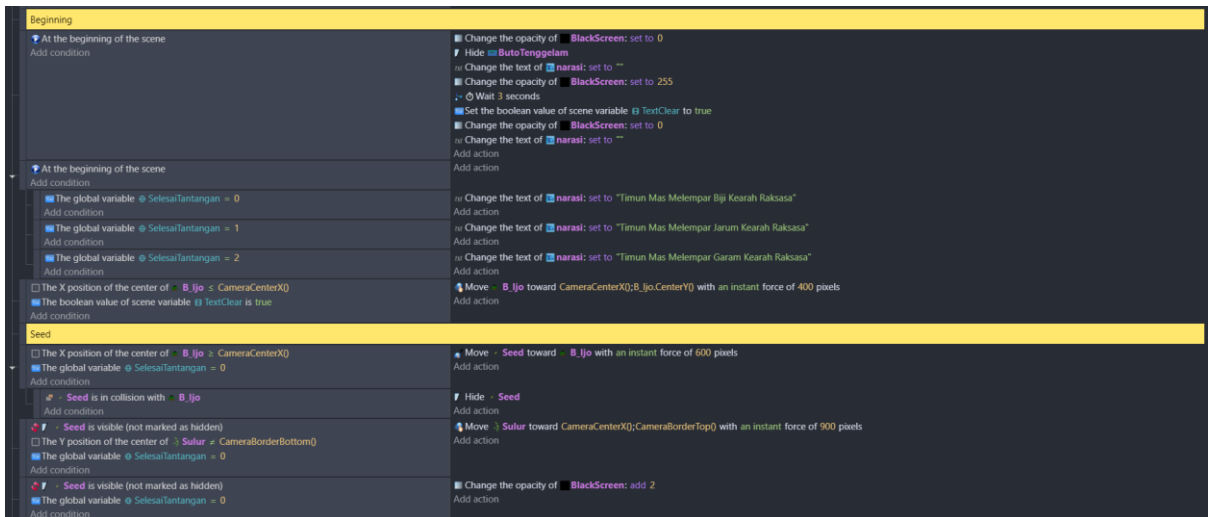 Beginning
At the beginning of the scene
Add condition
Change the opacity of BlackScreen: set to 0
Hide ButoTenggelam
Change the text of narasi: set to ""
Change the opacity of BlackScreen: set to 255
Wait 3 seconds
Set the boolean value of scene variable TextClear to true
Change the opacity of BlackScreen: set to 0
Change the text of narasi: set to ""
Add action
At the beginning of the scene
Add condition
Add action
The global variable SelesaiTantangan = 0
Add condition
Change the text of narasi: set to "Timun Mas Melempar Biji Kearah Raksasa"
Add action
The global variable SelesaiTantangan = 1
Add condition
Change the text of narasi: set to "Timun Mas Melempar Jarum Kearah Raksasa"
Add action
The global variable SelesaiTantangan = 2
Add condition
Change the text of narasi: set to "Timun Mas Melempar Garam Kearah Raksasa"
Add action
The X position of the center of B_Ijo ≤ CameraCenterX()
The boolean value of scene variable TextClear is true
Add condition
Move B_Ijo toward CameraCenterX();B_Ijo.CenterY() with an instant force of 400 pixels
Add action
Seed
The X position of the center of B_Ijo ≥ CameraCenterX()
The global variable SelesaiTantangan = 0
Add condition
Move Seed toward B_Ijo with an instant force of 600 pixels
Add action
Seed is in collision with B_Ijo
Add condition
Hide Seed
Add action
Seed is visible (not marked as hidden)
The Y position of the center of Sulur ≠ CameraBorderBottom()
The global variable SelesaiTantangan = 0
Add condition
Move Sulur toward CameraCenterX();CameraBorderTop() with an instant force of 900 pixels
Add action
Seed is visible (not marked as hidden)
The global variable SelesaiTantangan = 0
Add condition
Change the opacity of BlackScreen: add 2
Add action